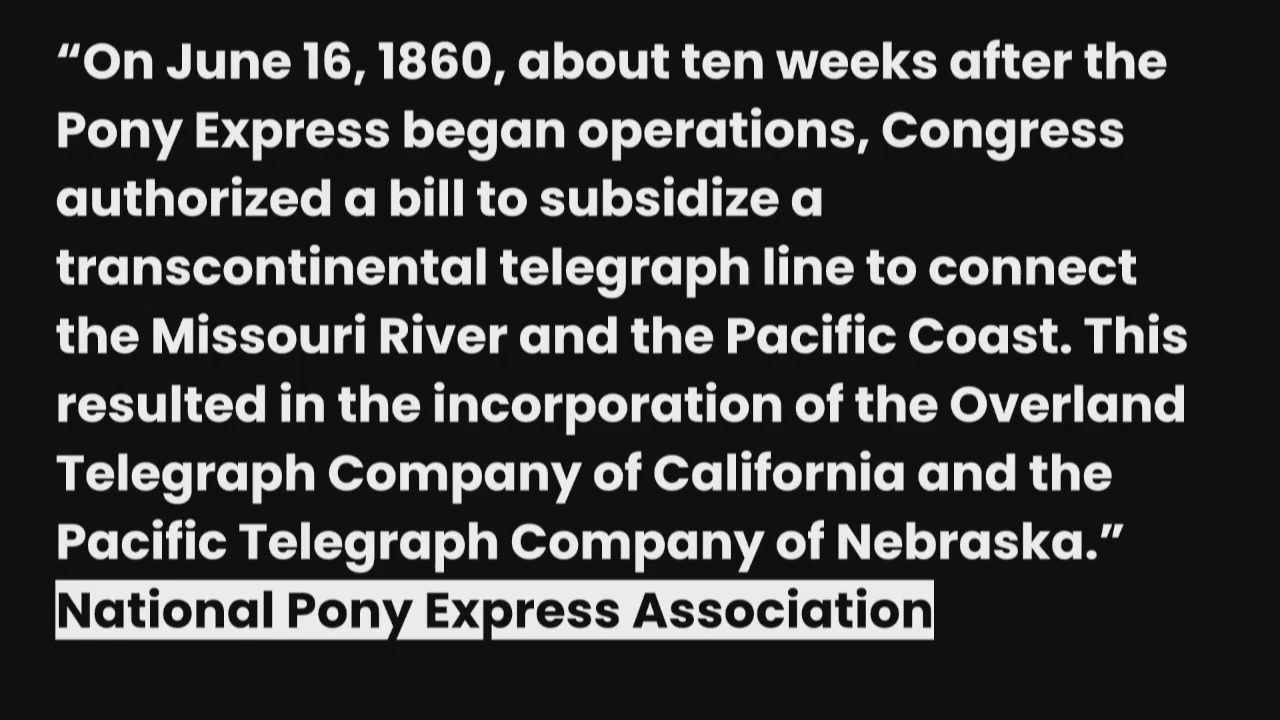 “On June 16, 1860, about ten weeks after the
Pony Express began operations, Congress
authorized a bill to subsidize a
transcontinental telegraph line to connect
the Missouri River and the Pacific Coast. This
resulted in the incorporation of the Overland
Telegraph Company of California and the
Pacific Telegraph Company of Nebraska.”
National Pony Express Association